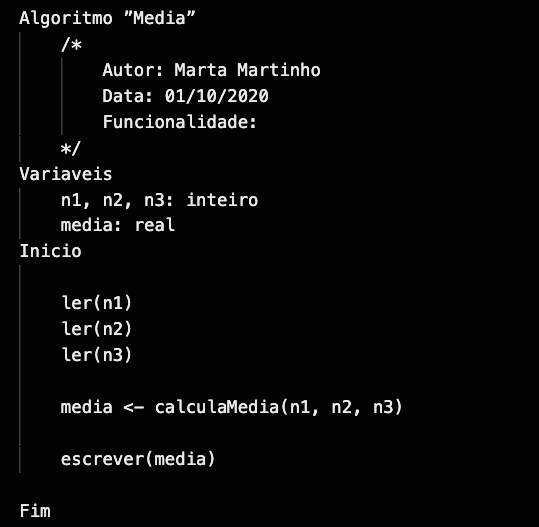 Algoritmo ”Media”
/*
Autor: Marta Martinho
Data: 01/10/2020
Funcionalidade:
*/
Variaveis
n1, n2, n3: inteiro
media: real
Inicio
ler(n1)
ler(n2)
ler(n3)
media <- calculaMedia(n1, n2, n3)
escrever(media)
Fim